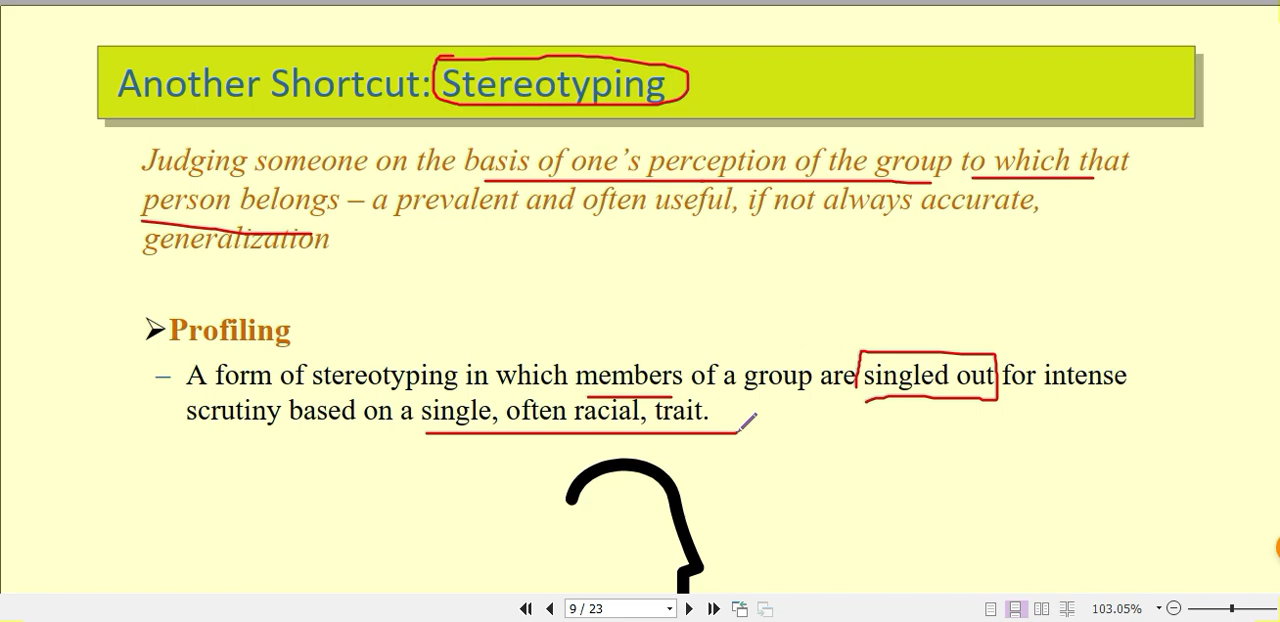 Another Shortcut: Stereotyping
Judging someone on the basis of one’s perception of the group to which that
person belongs – a prevalent and often useful, if not always accurate,
generalization
➢Profiling
– A form of stereotyping in which members of a group are singled out for intense
scrutiny based on a single, often racial, trait.
9 / 23
103.05%